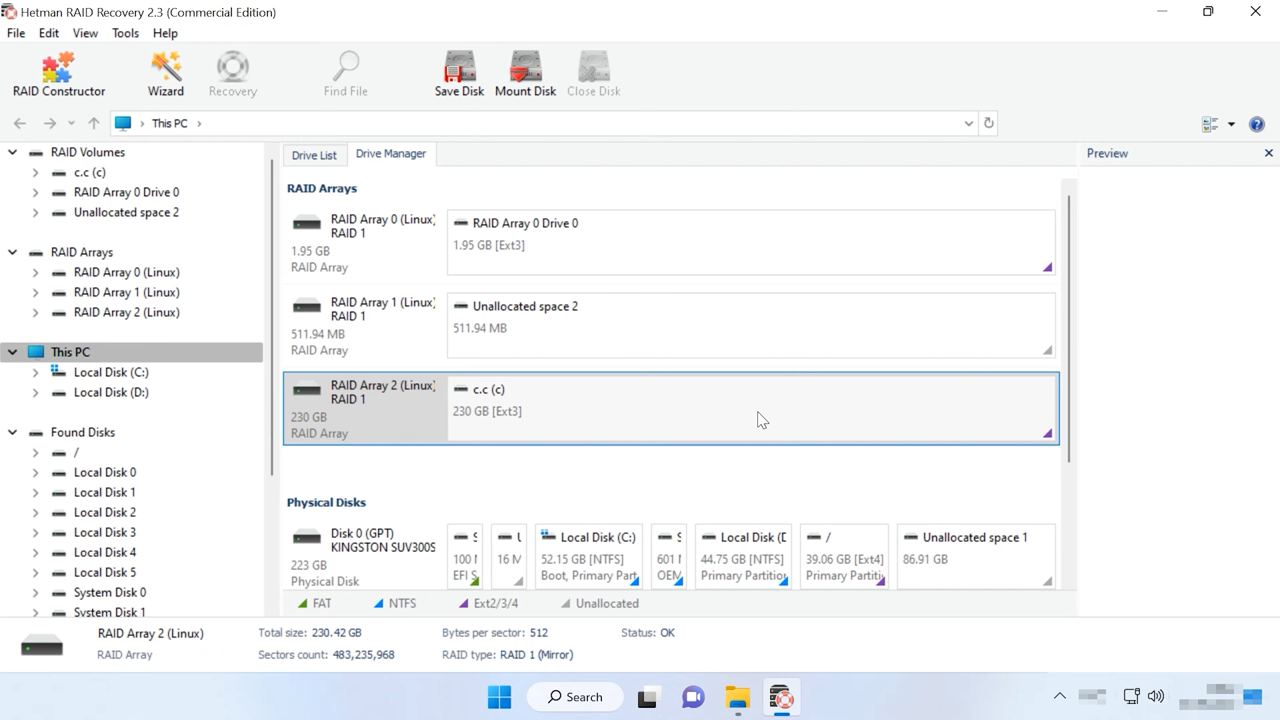 Hetman RAID Recovery 2.3 (Commercial Edition)
File Edit View Tools Help
RAID Constructor Wizard Recovery Find File Save Disk Mount Disk Close Disk
This PC
RAID Volumes
c.c (c)
RAID Array 0 Drive 0
Unallocated space 2
RAID Arrays
RAID Array 0 (Linux)
RAID Array 1 (Linux)
RAID Array 2 (Linux)
This PC
Local Disk (C:)
Local Disk (D:)
Found Disks
/
Local Disk 0
Local Disk 1
Local Disk 2
Local Disk 3
Local Disk 4
Local Disk 5
System Disk 0
System Disk 1
Drive List Drive Manager
RAID Arrays
RAID Array 0 (Linux)
RAID 1
1.95 GB
RAID Array
RAID Array 0 Drive 0
1.95 GB [Ext3]
RAID Array 1 (Linux)
RAID 1
511.94 MB
RAID Array
Unallocated space 2
511.94 MB
RAID Array 2 (Linux)
RAID 1
230 GB
RAID Array
c.c (c)
230 GB [Ext3]
Physical Disks
Disk 0 (GPT)
KINGSTON SUV300S
223 GB
Physical Disk
S
100 M
EFI S
L
16 M
Local Disk (C:)
52.15 GB [NTFS]
Boot, Primary Part
S
601 M
OEM
Local Disk (D
44.75 GB [NTFS]
Primary Partition
/
39.06 GB [Ext4]
Primary Partiti
Unallocated space 1
86.91 GB
FAT NTFS Ext2/3/4 Unallocated
Preview
RAID Array 2 (Linux)
RAID Array
Total size: 230.42 GB
Sectors count: 483,235,968
Bytes per sector: 512
RAID type: RAID 1 (Mirror)
Status: OK
Search